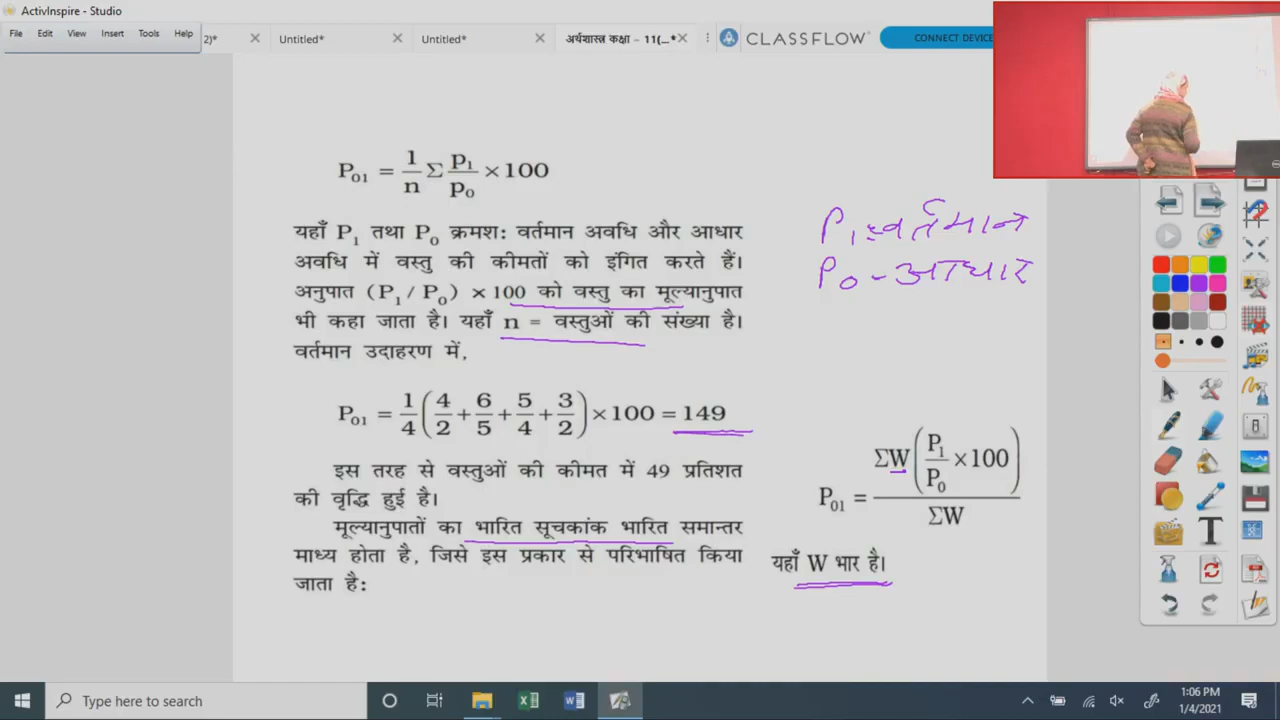 ActivInspire - Studio
File Edit View Insert Tools Help
2)* Untitled* Untitled* अर्थशास्त्र कक्षा – 11(...* CLASSFLOW CONNECT DEVICE
P₀₁ = 1/n Σ p₁/p₀ × 100
यहाँ P₁ तथा P₀ क्रमश: वर्तमान अवधि और आधार
अवधि में वस्तु की कीमतों को इंगित करते हैं।
अनुपात (P₁ / P₀) × 100 को वस्तु का मूल्यानुपात
भी कहा जाता है। यहाँ n = वस्तुओं की संख्या है।
वर्तमान उदाहरण में,
P₀₁ = 1/4 (4/2 + 6/5 + 5/4 + 3/2) × 100 = 149
इस तरह से वस्तुओं की कीमत में 49 प्रतिशत
की वृद्धि हुई है।
मूल्यानुपातों का भारित सूचकांक भारित समान्तर
माध्य होता है, जिसे इस प्रकार से परिभाषित किया
जाता है:
P₁ = वर्तमान
P₀ - आधार
P₀₁ = ΣW (P₁/P₀ × 100) / ΣW
यहाँ W भार है।
Type here to search
1:06 PM
1/4/2021